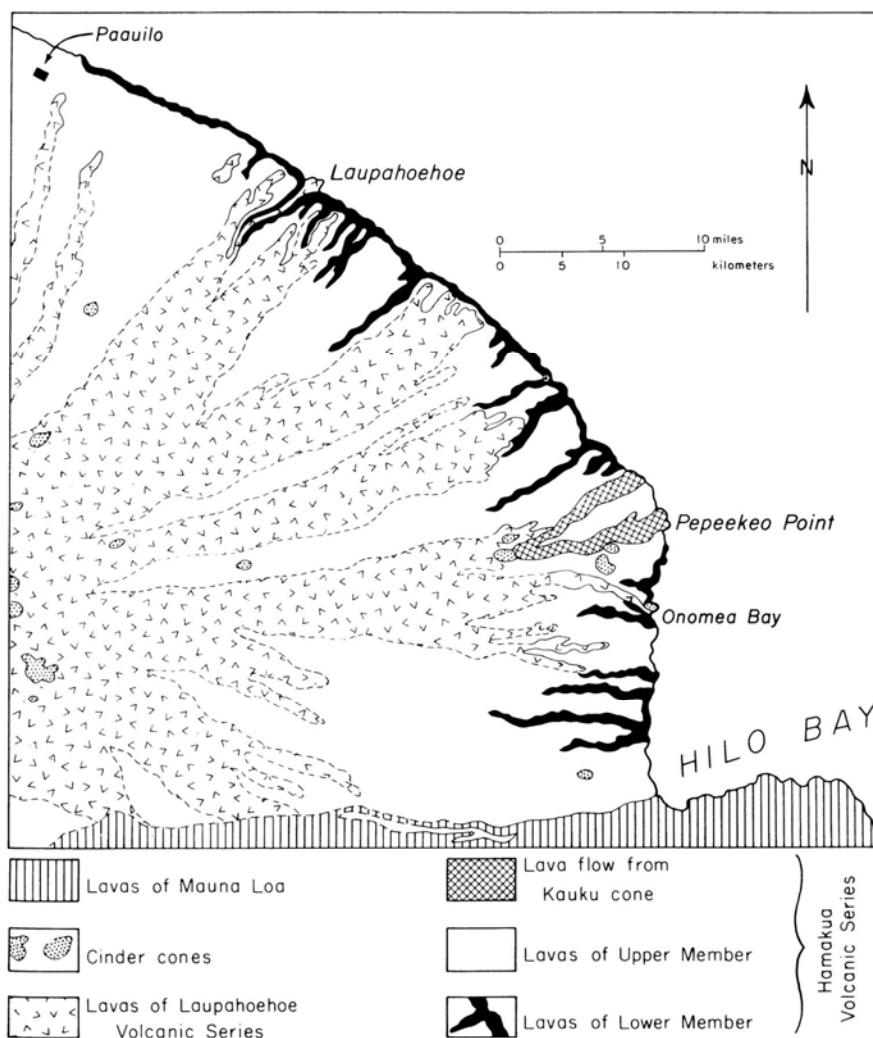 Paauilo
Laupahoehoe
N
0 5 10 miles
0 5 10
kilometers
Pepeekeo Point
Onomea Bay
HILO BAY
Lavas of Mauna Loa
Cinder cones
Lavas of Laupahoehoe
Volcanic Series
Lava flow from
Kauku cone
Lavas of Upper Member
Lavas of Lower Member
Hamakua
Volcanic Series